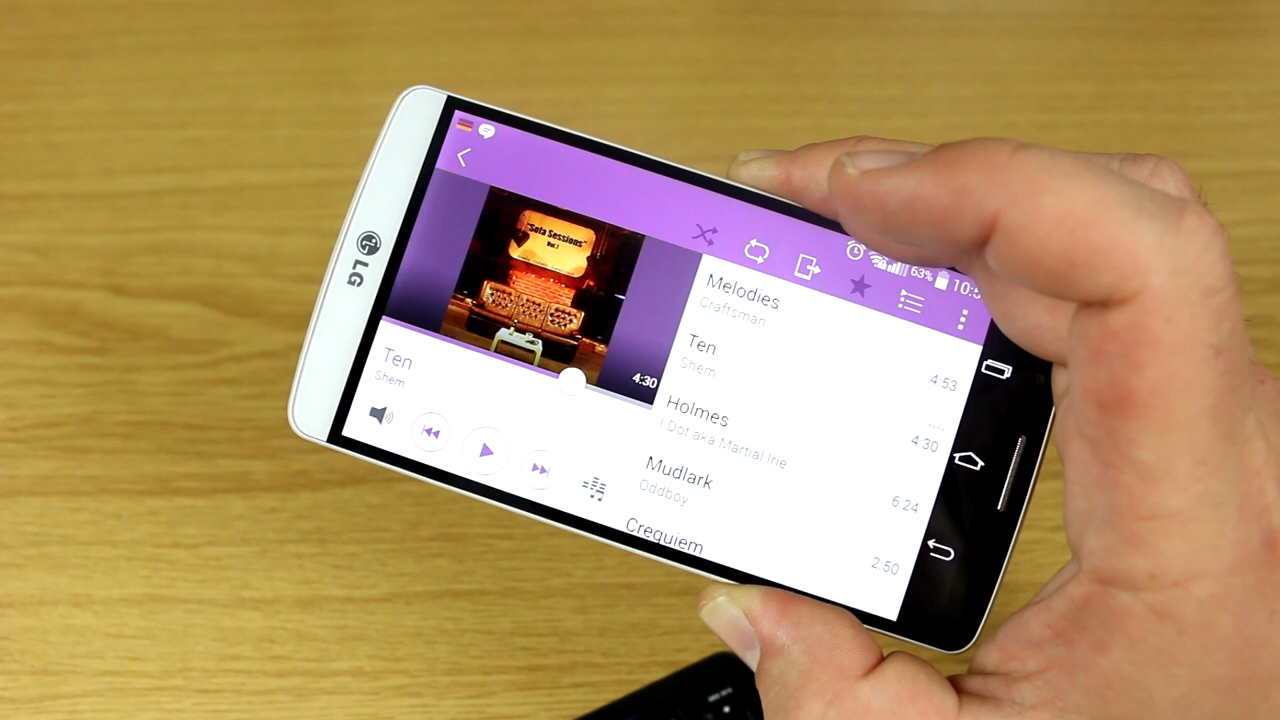 LG
63%
10:5
"Sofa Sessions"
Vol.1
4:30
Ten
Shem
Melodies
Craftsman
Ten
Shem
4:53
Holmes
I Dot aka Martial Irie
4:30
Mudlark
Oddboy
6:24
Crequiem
2:50